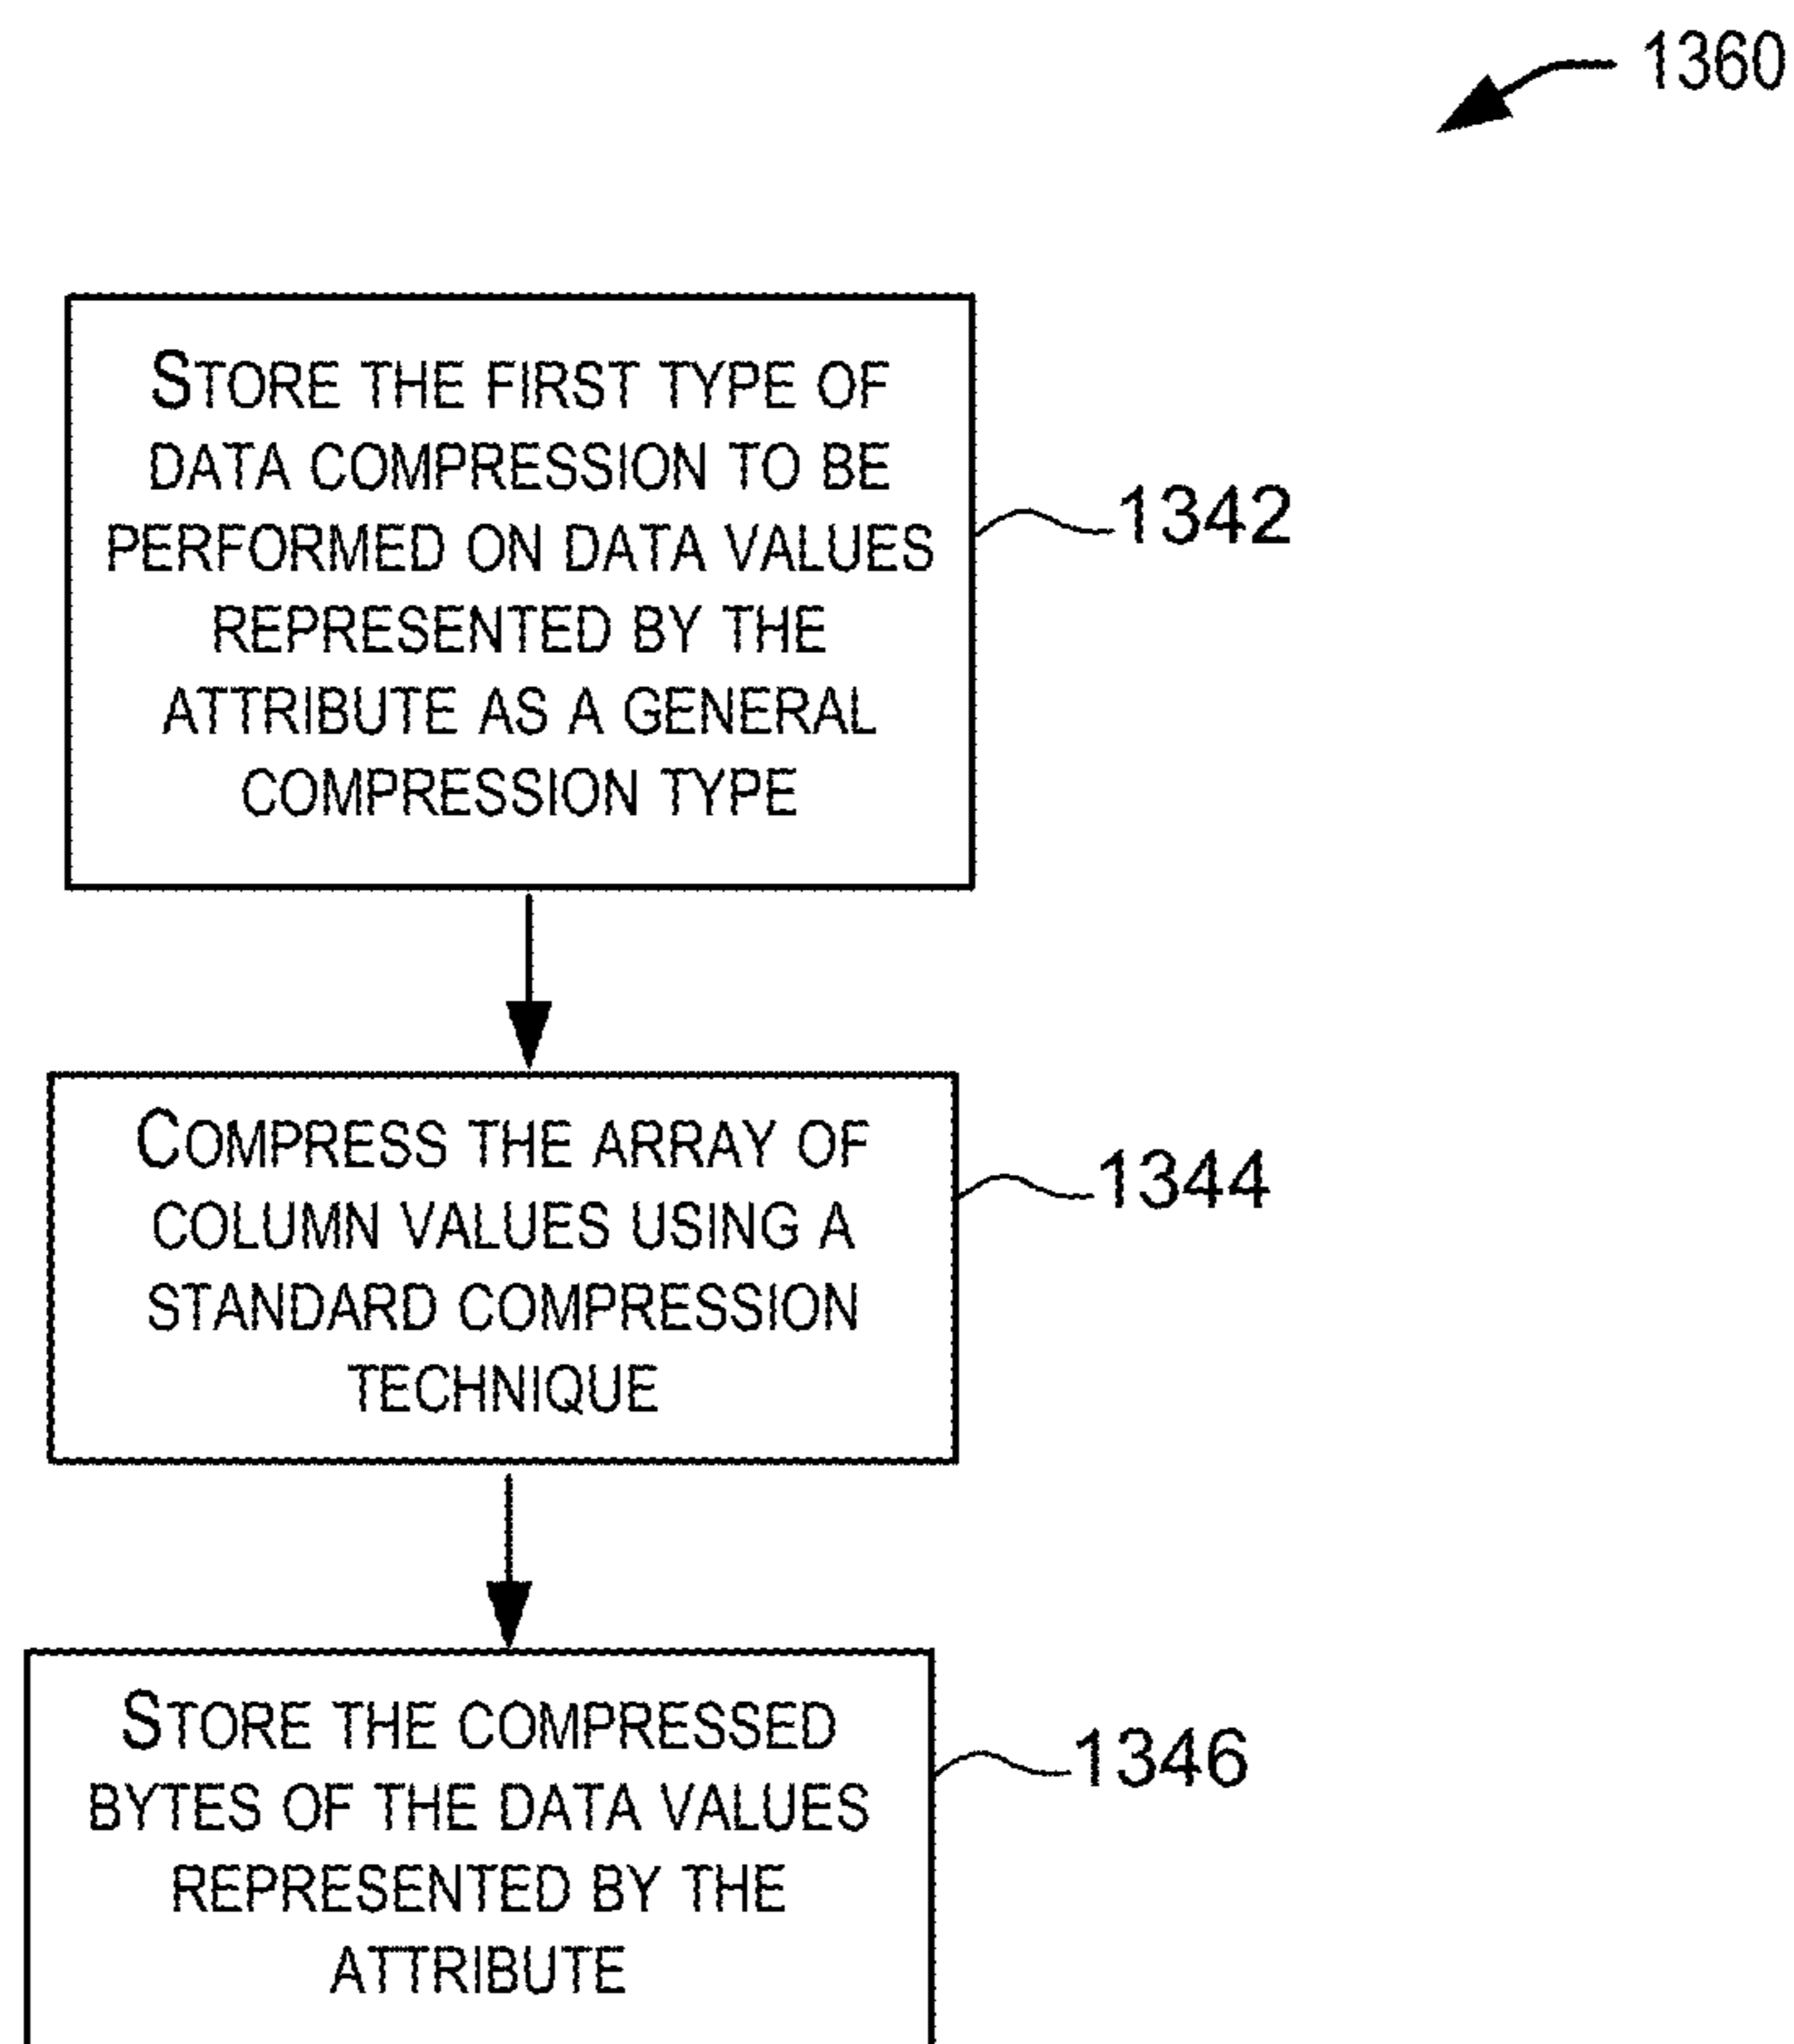 1360
STORE THE FIRST TYPE OF
DATA COMPRESSION TO BE
PERFORMED ON DATA VALUES
REPRESENTED BY THE
ATTRIBUTE AS A GENERAL
COMPRESSION TYPE
1342
COMPRESS THE ARRAY OF
COLUMN VALUES USING A
STANDARD COMPRESSION
TECHNIQUE
1344
STORE THE COMPRESSED
BYTES OF THE DATA VALUES
REPRESENTED BY THE
ATTRIBUTE
1346